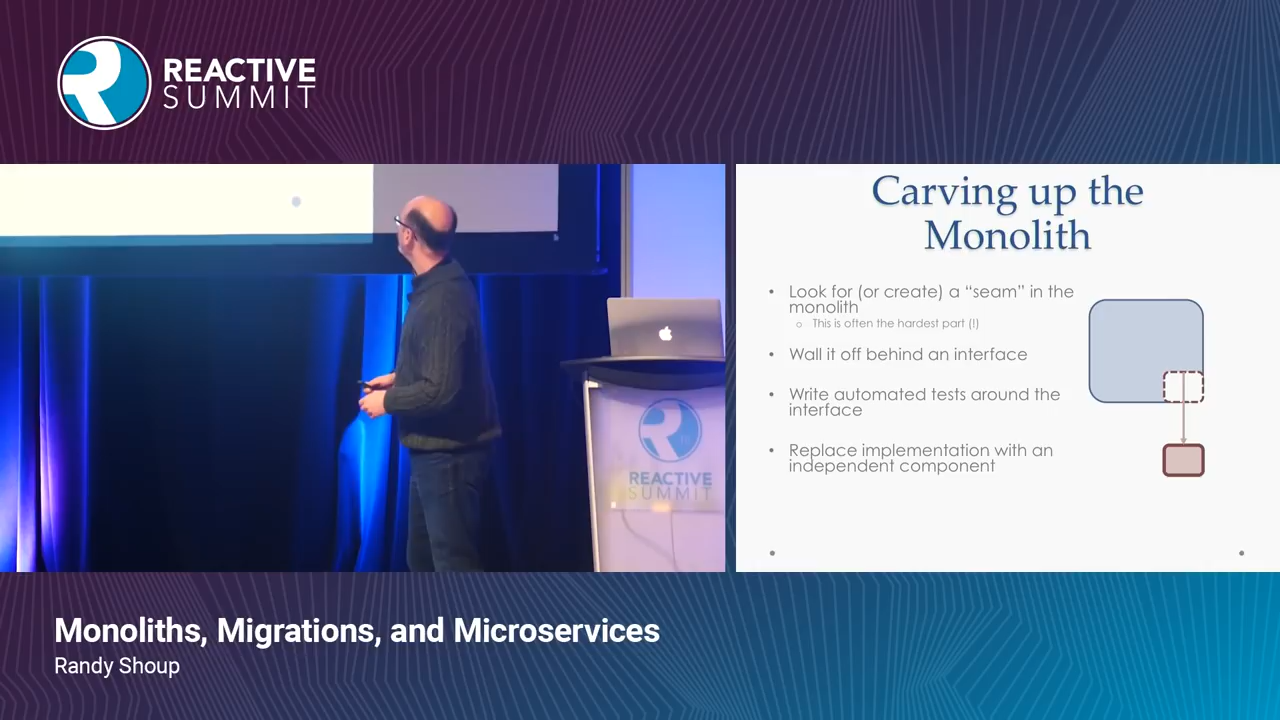 REACTIVE
SUMMIT
Carving up the
Monolith
• Look for (or create) a “seam” in the
monolith
o This is often the hardest part (!)
• Wall it off behind an interface
• Write automated tests around the
interface
• Replace implementation with an
independent component
REACTIVE
SUMMIT
Monoliths, Migrations, and Microservices
Randy Shoup